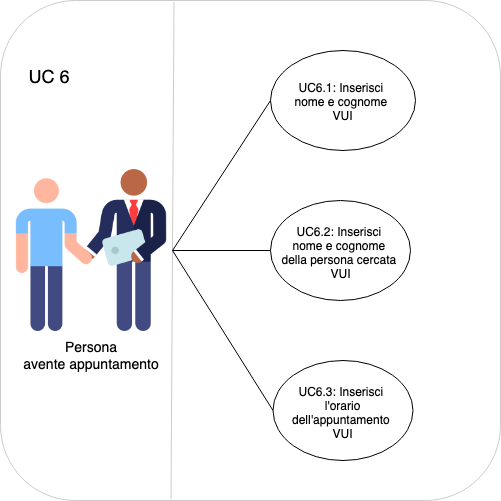 UC 6
Persona
avente appuntamento
UC6.1: Inserisci
nome e cognome
VUI
UC6.2: Inserisci
nome e cognome
della persona cercata
VUI
UC6.3: Inserisci
l'orario
dell'appuntamento
VUI